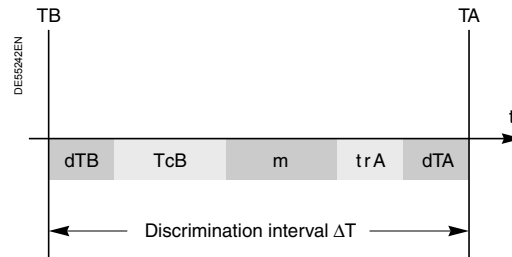 TB TA
DE55242EN
t
dTB TcB m trA dTA
Discrimination interval ΔT